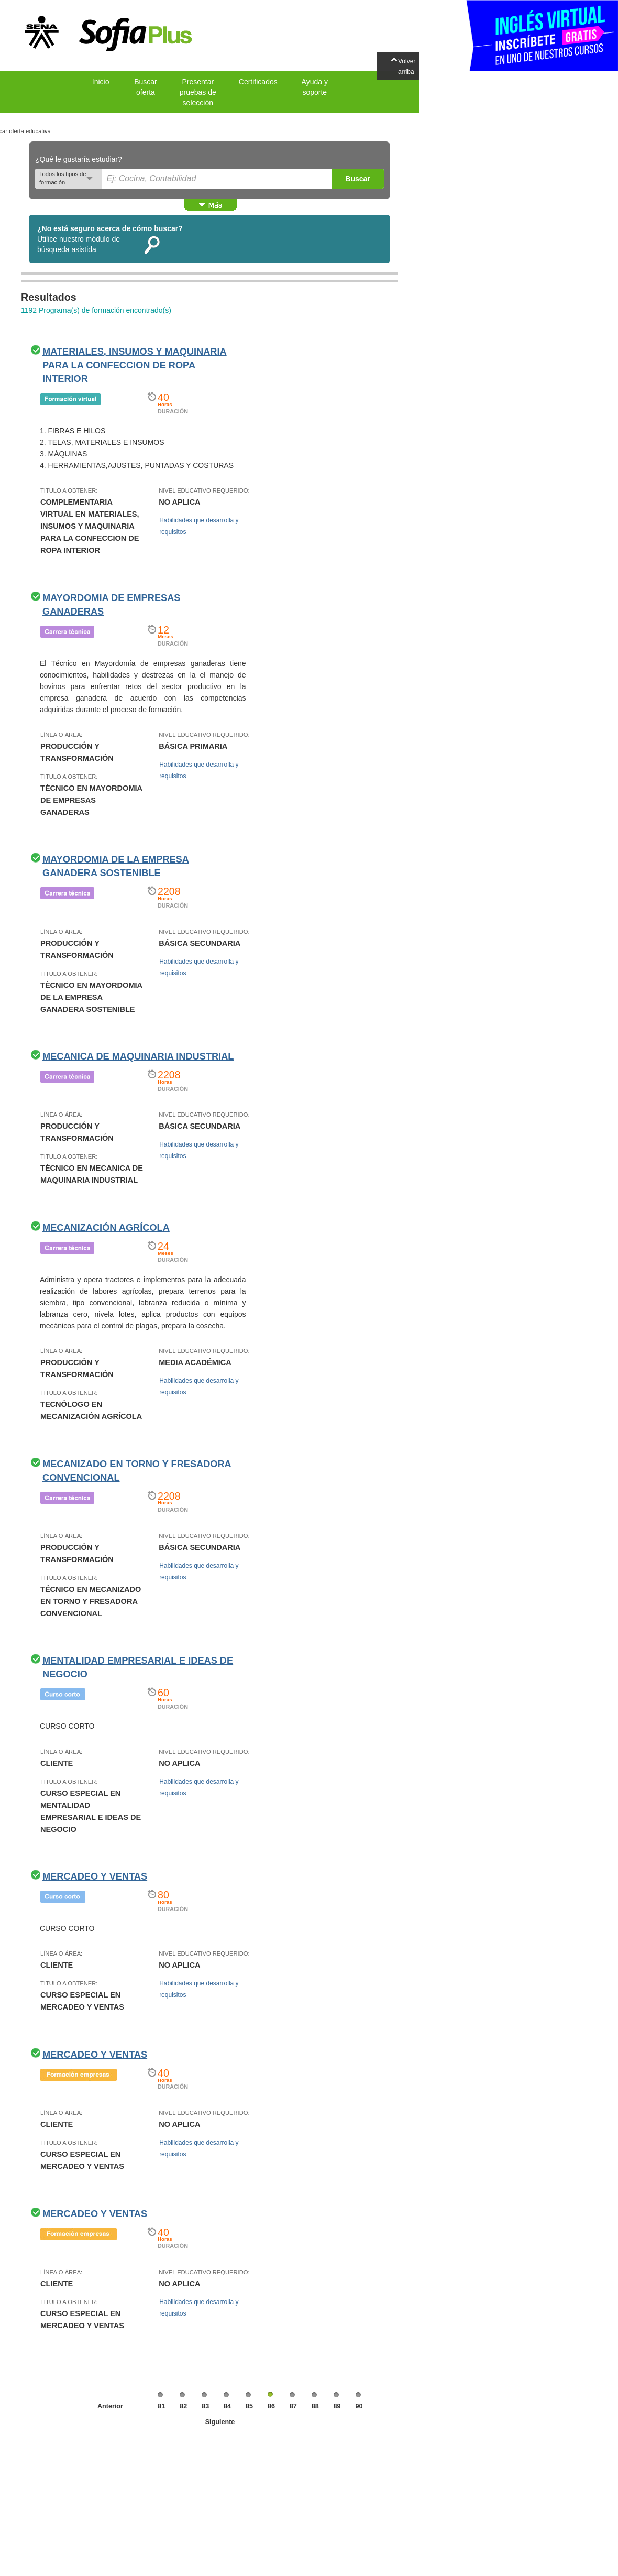 SENA
Sofia Plus
INGLÉS VIRTUAL
INSCRÍBETE GRATIS
EN UNO DE NUESTROS CURSOS
Volver
arriba
Inicio
Buscar
oferta
Presentar
pruebas de
selección
Certificados
Ayuda y
soporte
car oferta educativa
¿Qué le gustaría estudiar?
Todos los tipos de
formación
Ej: Cocina, Contabilidad
Buscar
Más
¿No está seguro acerca de cómo buscar?
Utilice nuestro módulo de
búsqueda asistida
Resultados
1192 Programa(s) de formación encontrado(s)
MATERIALES, INSUMOS Y MAQUINARIA
PARA LA CONFECCION DE ROPA
INTERIOR
Formación virtual
40
Horas
DURACIÓN
1. FIBRAS E HILOS
2. TELAS, MATERIALES E INSUMOS
3. MÁQUINAS
4. HERRAMIENTAS,AJUSTES, PUNTADAS Y COSTURAS
TITULO A OBTENER:
COMPLEMENTARIA
VIRTUAL EN MATERIALES,
INSUMOS Y MAQUINARIA
PARA LA CONFECCION DE
ROPA INTERIOR
NIVEL EDUCATIVO REQUERIDO:
NO APLICA
Habilidades que desarrolla y
requisitos
MAYORDOMIA DE EMPRESAS
GANADERAS
Carrera técnica
12
Meses
DURACIÓN
El Técnico en Mayordomía de empresas ganaderas tiene
conocimientos, habilidades y destrezas en la el manejo de
bovinos para enfrentar retos del sector productivo en la
empresa ganadera de acuerdo con las competencias
adquiridas durante el proceso de formación.
LÍNEA O ÁREA:
PRODUCCIÓN Y
TRANSFORMACIÓN
TITULO A OBTENER:
TÉCNICO EN MAYORDOMIA
DE EMPRESAS
GANADERAS
NIVEL EDUCATIVO REQUERIDO:
BÁSICA PRIMARIA
Habilidades que desarrolla y
requisitos
MAYORDOMIA DE LA EMPRESA
GANADERA SOSTENIBLE
Carrera técnica
2208
Horas
DURACIÓN
LÍNEA O ÁREA:
PRODUCCIÓN Y
TRANSFORMACIÓN
TITULO A OBTENER:
TÉCNICO EN MAYORDOMIA
DE LA EMPRESA
GANADERA SOSTENIBLE
NIVEL EDUCATIVO REQUERIDO:
BÁSICA SECUNDARIA
Habilidades que desarrolla y
requisitos
MECANICA DE MAQUINARIA INDUSTRIAL
Carrera técnica
2208
Horas
DURACIÓN
LÍNEA O ÁREA:
PRODUCCIÓN Y
TRANSFORMACIÓN
TITULO A OBTENER:
TÉCNICO EN MECANICA DE
MAQUINARIA INDUSTRIAL
NIVEL EDUCATIVO REQUERIDO:
BÁSICA SECUNDARIA
Habilidades que desarrolla y
requisitos
MECANIZACIÓN AGRÍCOLA
Carrera técnica
24
Meses
DURACIÓN
Administra y opera tractores e implementos para la adecuada
realización de labores agrícolas, prepara terrenos para la
siembra, tipo convencional, labranza reducida o mínima y
labranza cero, nivela lotes, aplica productos con equipos
mecánicos para el control de plagas, prepara la cosecha.
LÍNEA O ÁREA:
PRODUCCIÓN Y
TRANSFORMACIÓN
TITULO A OBTENER:
TECNÓLOGO EN
MECANIZACIÓN AGRÍCOLA
NIVEL EDUCATIVO REQUERIDO:
MEDIA ACADÉMICA
Habilidades que desarrolla y
requisitos
MECANIZADO EN TORNO Y FRESADORA
CONVENCIONAL
Carrera técnica
2208
Horas
DURACIÓN
LÍNEA O ÁREA:
PRODUCCIÓN Y
TRANSFORMACIÓN
TITULO A OBTENER:
TÉCNICO EN MECANIZADO
EN TORNO Y FRESADORA
CONVENCIONAL
NIVEL EDUCATIVO REQUERIDO:
BÁSICA SECUNDARIA
Habilidades que desarrolla y
requisitos
MENTALIDAD EMPRESARIAL E IDEAS DE
NEGOCIO
Curso corto
60
Horas
DURACIÓN
CURSO CORTO
LÍNEA O ÁREA:
CLIENTE
TITULO A OBTENER:
CURSO ESPECIAL EN
MENTALIDAD
EMPRESARIAL E IDEAS DE
NEGOCIO
NIVEL EDUCATIVO REQUERIDO:
NO APLICA
Habilidades que desarrolla y
requisitos
MERCADEO Y VENTAS
Curso corto
80
Horas
DURACIÓN
CURSO CORTO
LÍNEA O ÁREA:
CLIENTE
TITULO A OBTENER:
CURSO ESPECIAL EN
MERCADEO Y VENTAS
NIVEL EDUCATIVO REQUERIDO:
NO APLICA
Habilidades que desarrolla y
requisitos
MERCADEO Y VENTAS
Formación empresas
40
Horas
DURACIÓN
LÍNEA O ÁREA:
CLIENTE
TITULO A OBTENER:
CURSO ESPECIAL EN
MERCADEO Y VENTAS
NIVEL EDUCATIVO REQUERIDO:
NO APLICA
Habilidades que desarrolla y
requisitos
MERCADEO Y VENTAS
Formación empresas
40
Horas
DURACIÓN
LÍNEA O ÁREA:
CLIENTE
TITULO A OBTENER:
CURSO ESPECIAL EN
MERCADEO Y VENTAS
NIVEL EDUCATIVO REQUERIDO:
NO APLICA
Habilidades que desarrolla y
requisitos
Anterior 81 82 83 84 85 86 87 88 89 90
Siguiente